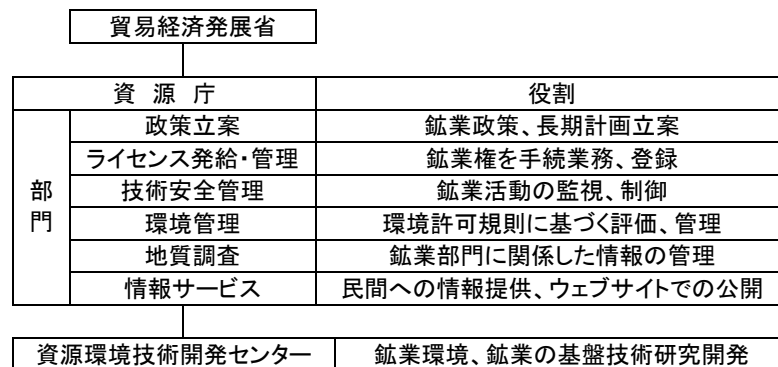 貿易経済発展省
資 源 庁 役割
部門
政策立案 鉱業政策、長期計画立案
ライセンス発給・管理 鉱業権を手続業務、登録
技術安全管理 鉱業活動の監視、制御
環境管理 環境許可規則に基づく評価、管理
地質調査 鉱業部門に関係した情報の管理
情報サービス 民間への情報提供、ウェブサイトでの公開
資源環境技術開発センター 鉱業環境、鉱業の基盤技術研究開発